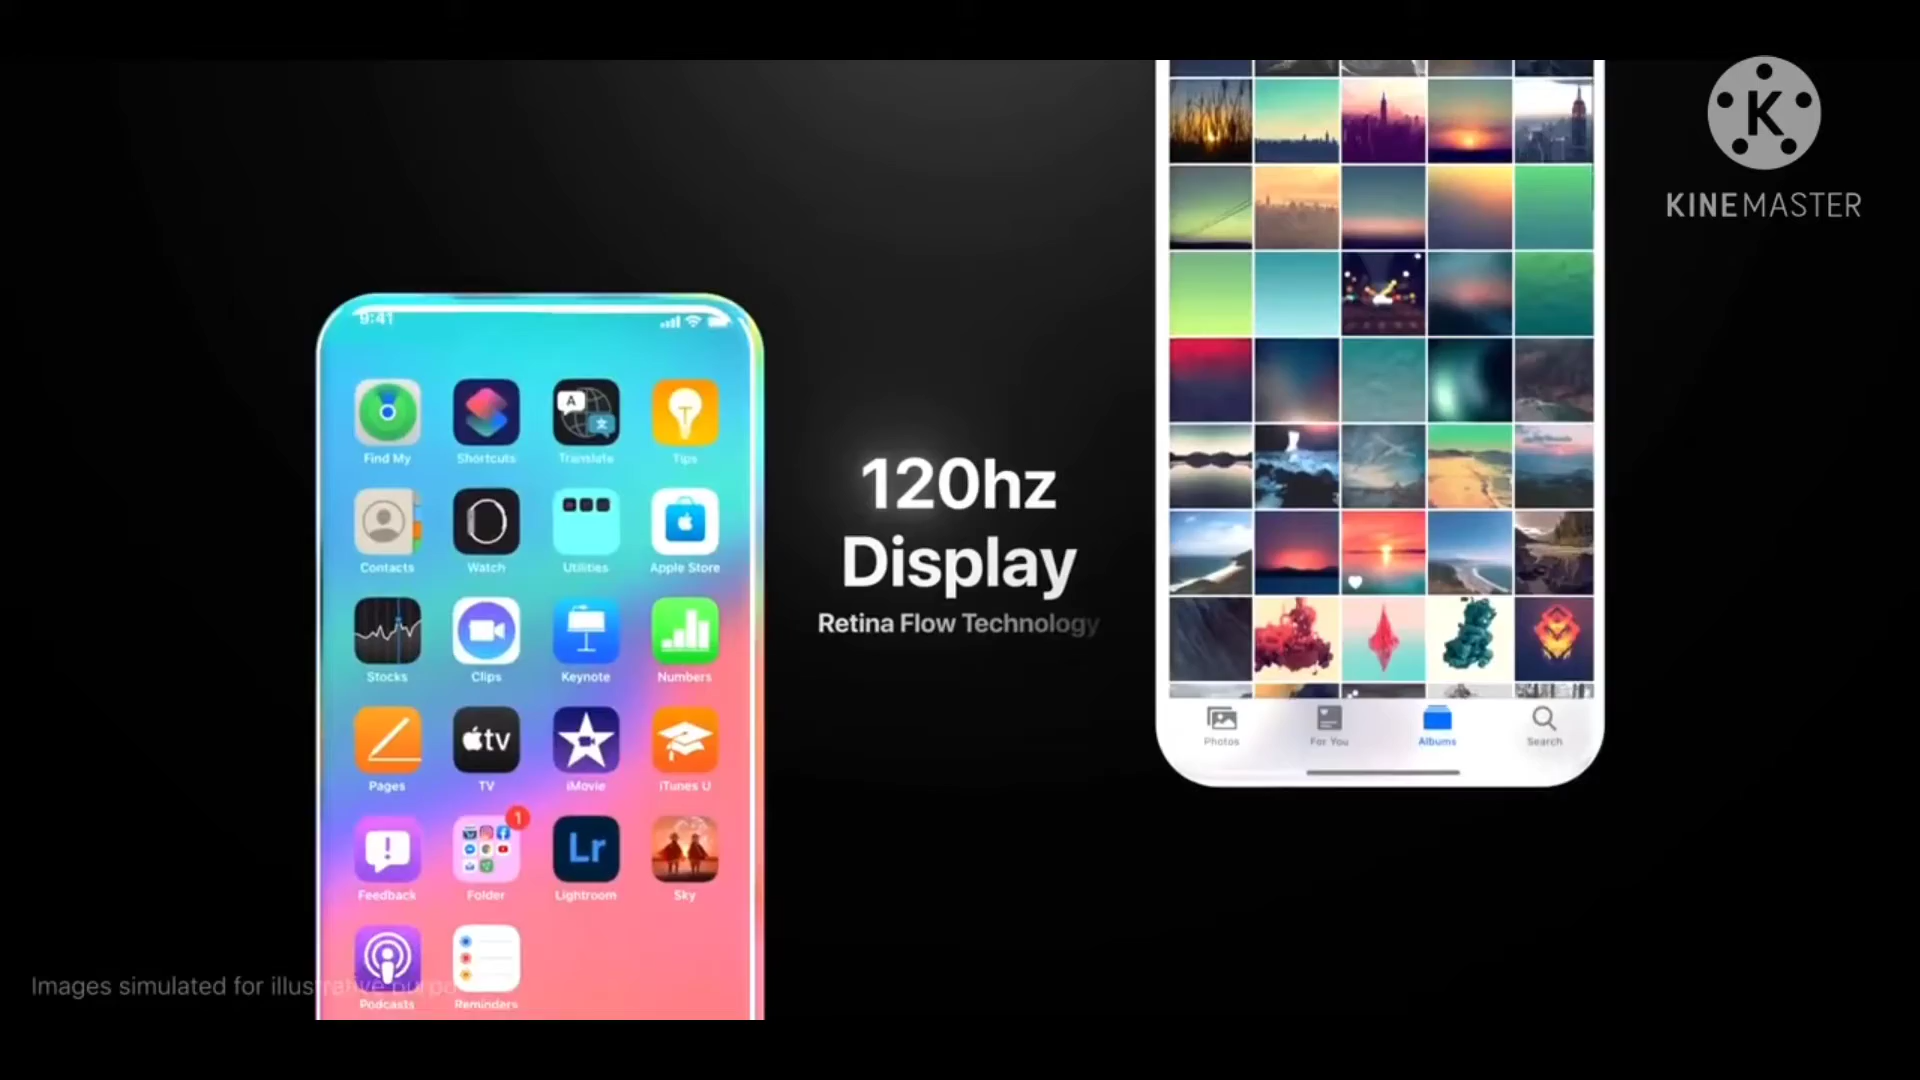 K
KINEMASTER
9:41
Find My
Shortcuts
A
Translate
Tips
Contacts
Watch
Utilities
Apple Store
120hz
Display
Retina Flow Technology
Stocks
Clips
Keynote
Numbers
tv
Pages
TV
iMovie
iTunes U
1
Lr
Feedback
Folder
Lightroom
Sky
Podcasts
Reminders
Images simulated for illustrative
Photos
For You
Albums
Search